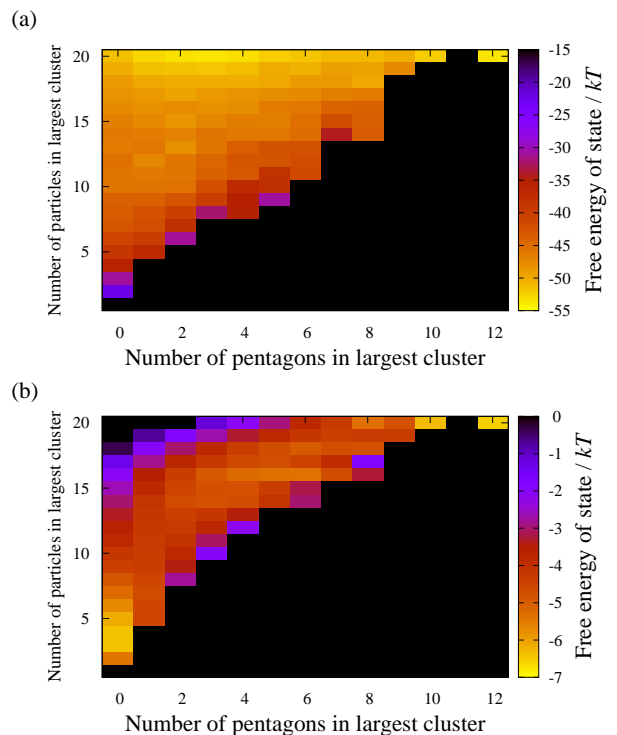 (a)
Number of particles in largest cluster
20
15
10
5
0 2 4 6 8 10 12
Number of pentagons in largest cluster
-15
-20
-25
-30
-35
-40
-45
-50
-55
Free energy of state / kT
(b)
Number of particles in largest cluster
20
15
10
5
0 2 4 6 8 10 12
Number of pentagons in largest cluster
0
-1
-2
-3
-4
-5
-6
-7
Free energy of state / kT